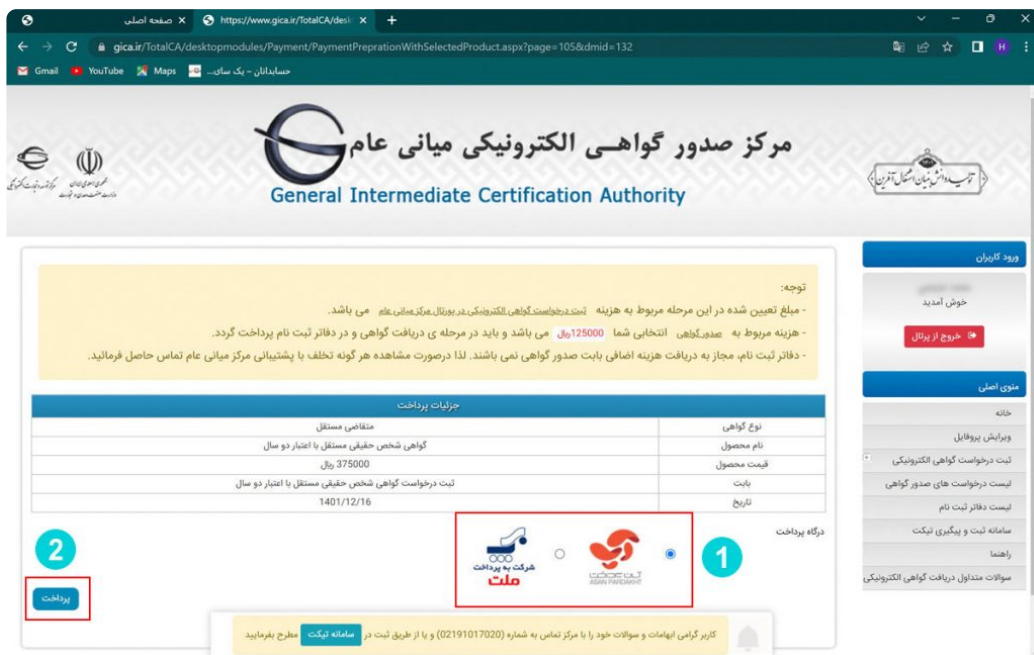 صفحه اصلی
https://www.gica.ir/TotalCA/desk
gica.ir/TotalCA/desktopmodules/Payment/PaymentPreprationWithSelectedProduct.aspx?page=105&dmid=132
H
Gmail
YouTube
Maps
حسابدانان – یک سای...
مرکز صدور گواهی الکترونیکی میانی عام
General Intermediate Certification Authority
ورود کاربران
خوش آمدید
خروج از پرتال
منوی اصلی
خانه
ویرایش پروفایل
ثبت درخواست گواهی الکترونیکی
لیست درخواست های صدور گواهی
لیست دفاتر ثبت نام
سامانه ثبت و پیگیری تیکت
راهنما
سوالات متداول دریافت گواهی الکترونیکی
توجه:
- مبلغ تعیین شده در این مرحله مربوط به هزینه ثبت درخواست گواهی الکترونیکی در پورتال مرکز میانی عام می باشد.
- هزینه مربوط به صدور گواهی انتخابی شما 125000ریال می باشد و باید در مرحله ی دریافت گواهی و در دفاتر ثبت نام پرداخت گردد.
- دفاتر ثبت نام، مجاز به دریافت هزینه اضافی بابت صدور گواهی نمی باشند. لذا درصورت مشاهده هر گونه تخلف با پشتیبانی مرکز میانی عام تماس حاصل فرمائید.
جزئیات پرداخت
نوع گواهی متقاضی مستقل
نام محصول گواهی شخص حقیقی مستقل با اعتبار دو سال
قیمت محصول 375000 ریال
بابت ثبت درخواست گواهی شخص حقیقی مستقل با اعتبار دو سال
تاریخ 1401/12/16
درگاه پرداخت
1
آسان پرداخت
ASAN PARDAKHT
شرکت به پرداخت
ملت
2
پرداخت
کاربر گرامی ابهامات و سوالات خود را با مرکز تماس به شماره (02191017020) و یا از طریق ثبت در سامانه تیکت مطرح بفرمایید